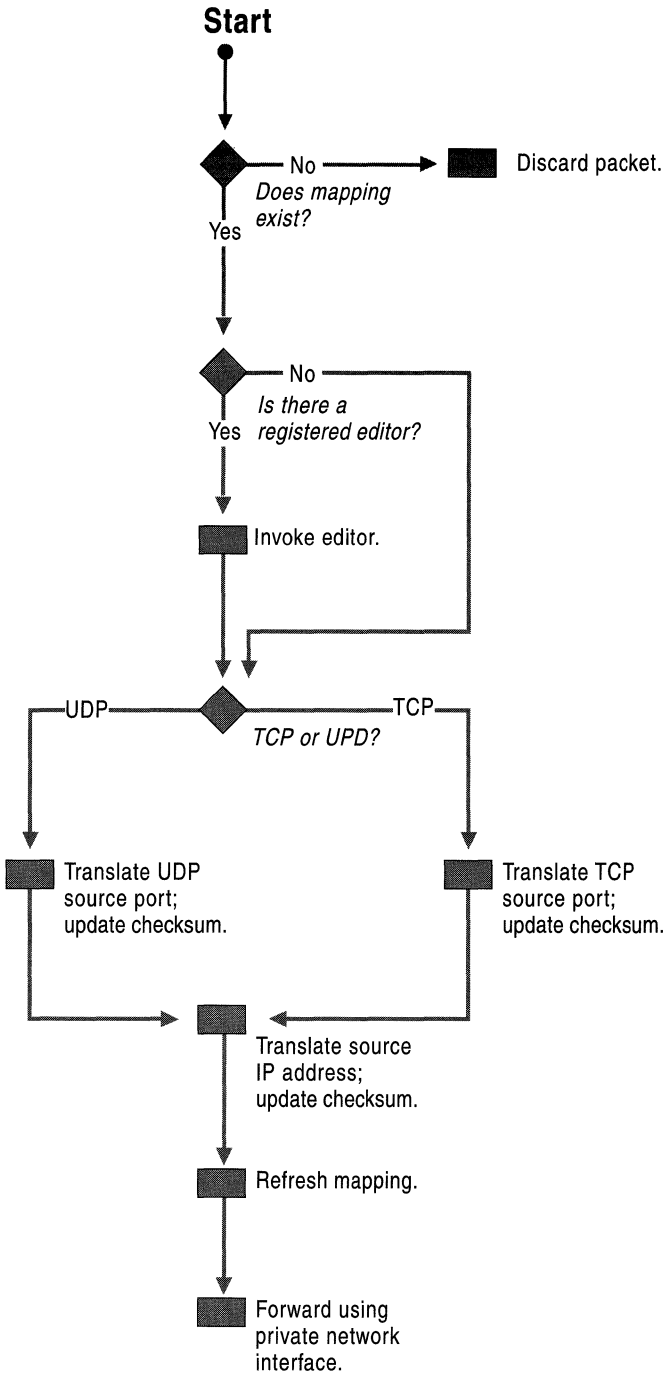 Start
No
Discard packet.
Does mapping
exist?
Yes
No
Is there a
registered editor?
Yes
Invoke editor.
UDP
TCP
TCP or UPD?
Translate UDP
source port;
update checksum.
Translate TCP
source port;
update checksum.
Translate source
IP address;
update checksum.
Refresh mapping.
Forward using
private network
interface.